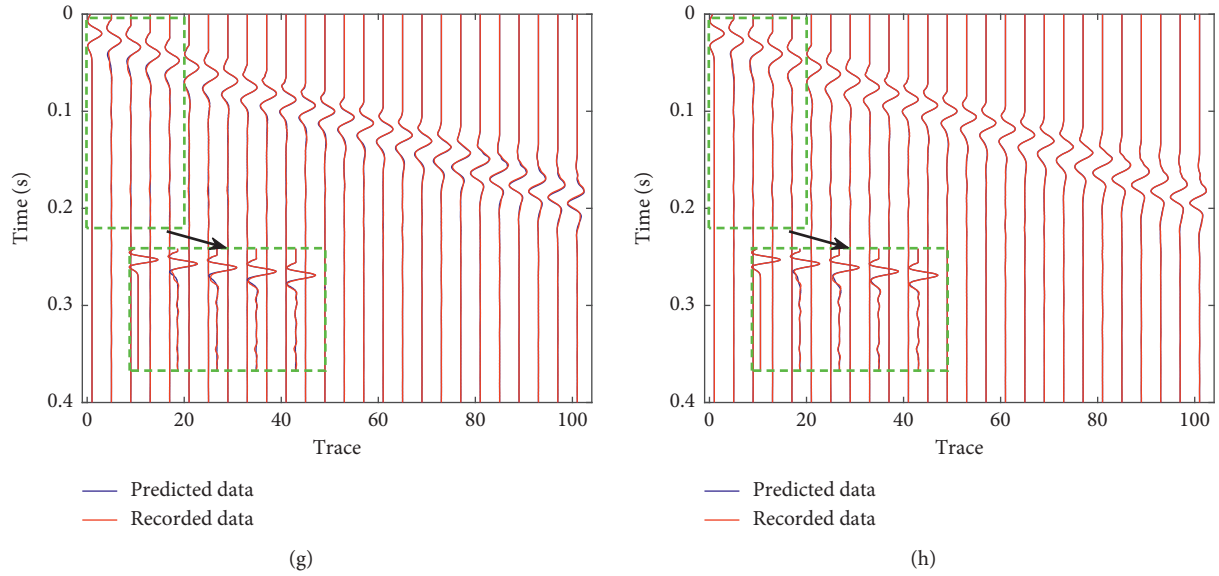 0
0.1
0.2
0.3
0.4
Time (s)
0 20 40 60 80 100
Trace
Predicted data
Recorded data
(g)
0
0.1
0.2
0.3
0.4
Time (s)
0 20 40 60 80 100
Trace
Predicted data
Recorded data
(h)